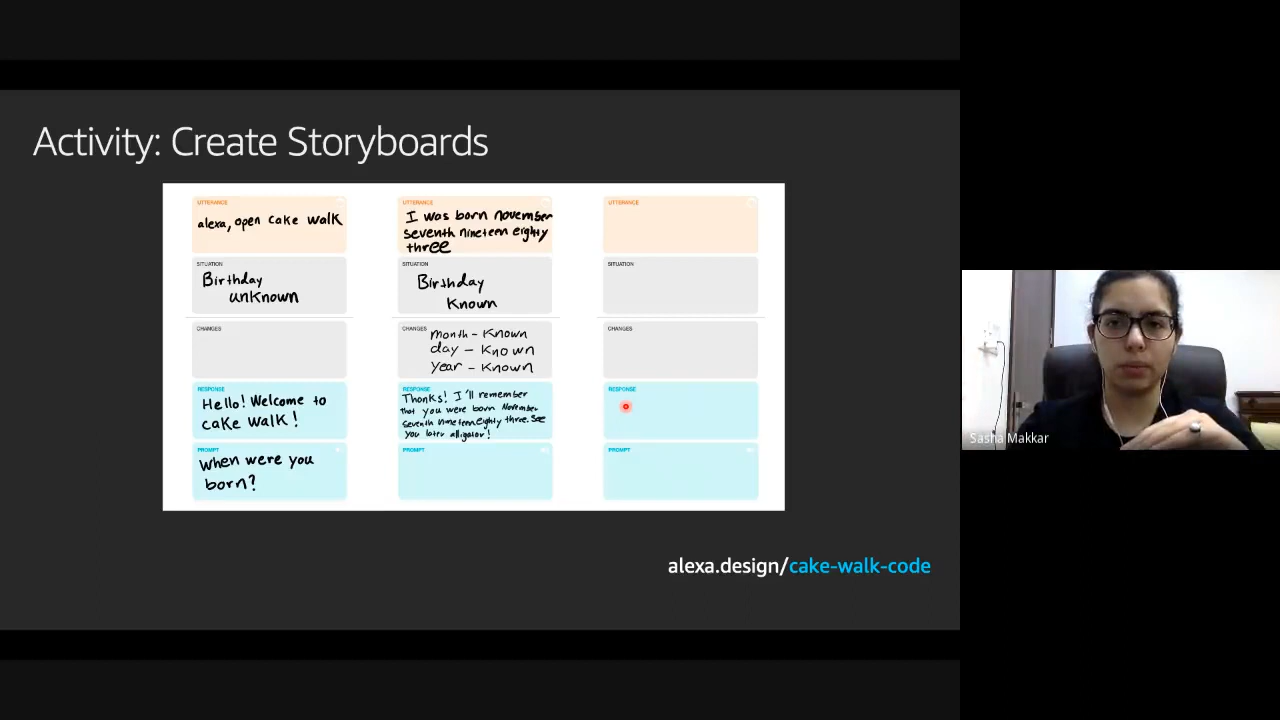 Activity: Create Storyboards
UTTERANCE
alexa, open cake walk
SITUATION
Birthday
unknown
CHANGES
RESPONSE
Hello! Welcome to
cake walk!
PROMPT
When were you
born?
UTTERANCE
I was born november
seventh nineteen eighty
three
SITUATION
Birthday
Known
CHANGES
month - Known
day - Known
year - Known
RESPONSE
Thanks! I'll remember
that you were born November
seventh nineteen eighty three. See
you later alligator!
PROMPT
UTTERANCE
SITUATION
CHANGES
RESPONSE
PROMPT
alexa.design/cake-walk-code
Sasha Makkar